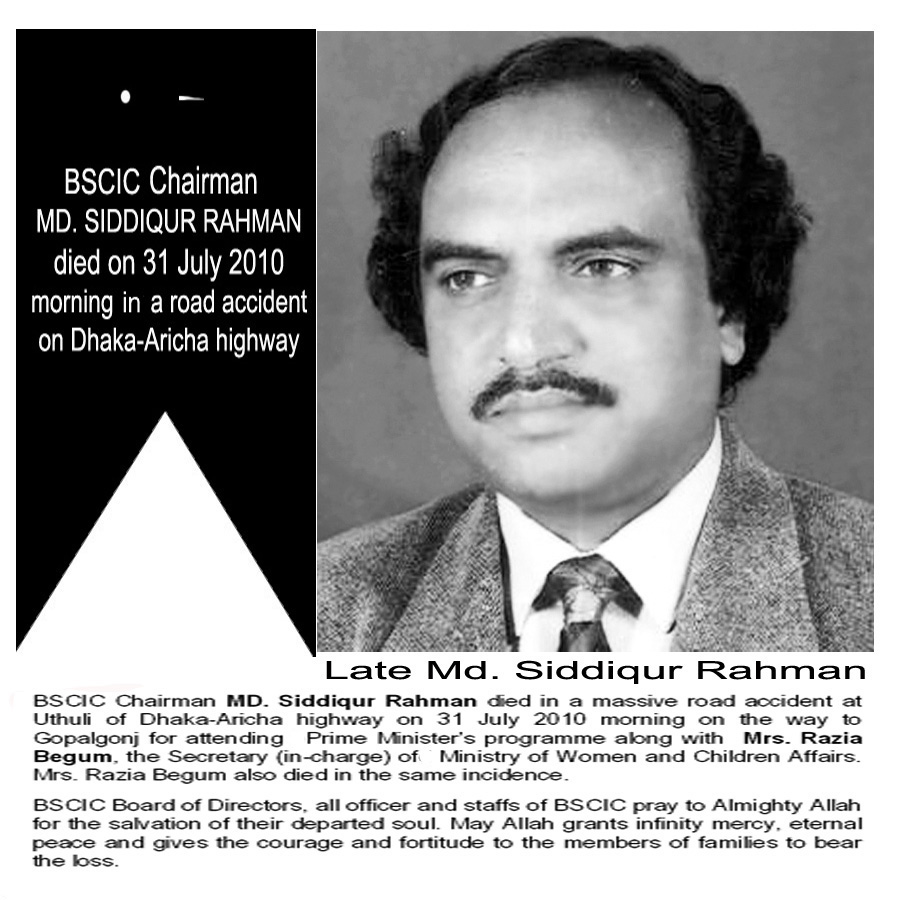 BSCIC Chairman
MD. SIDDIQUR RAHMAN
died on 31 July 2010
morning in a road accident
on Dhaka-Aricha highway
Late Md. Siddiqur Rahman
BSCIC Chairman MD. Siddiqur Rahman died in a massive road accident at
Uthuli of Dhaka-Aricha highway on 31 July 2010 morning on the way to
Gopalgonj for attending Prime Minister's programme along with Mrs. Razia
Begum, the Secretary (in-charge) of Ministry of Women and Children Affairs.
Mrs. Razia Begum also died in the same incidence.
BSCIC Board of Directors, all officer and staffs of BSCIC pray to Almighty Allah
for the salvation of their departed soul. May Allah grants infinity mercy, eternal
peace and gives the courage and fortitude to the members of families to bear
the loss.